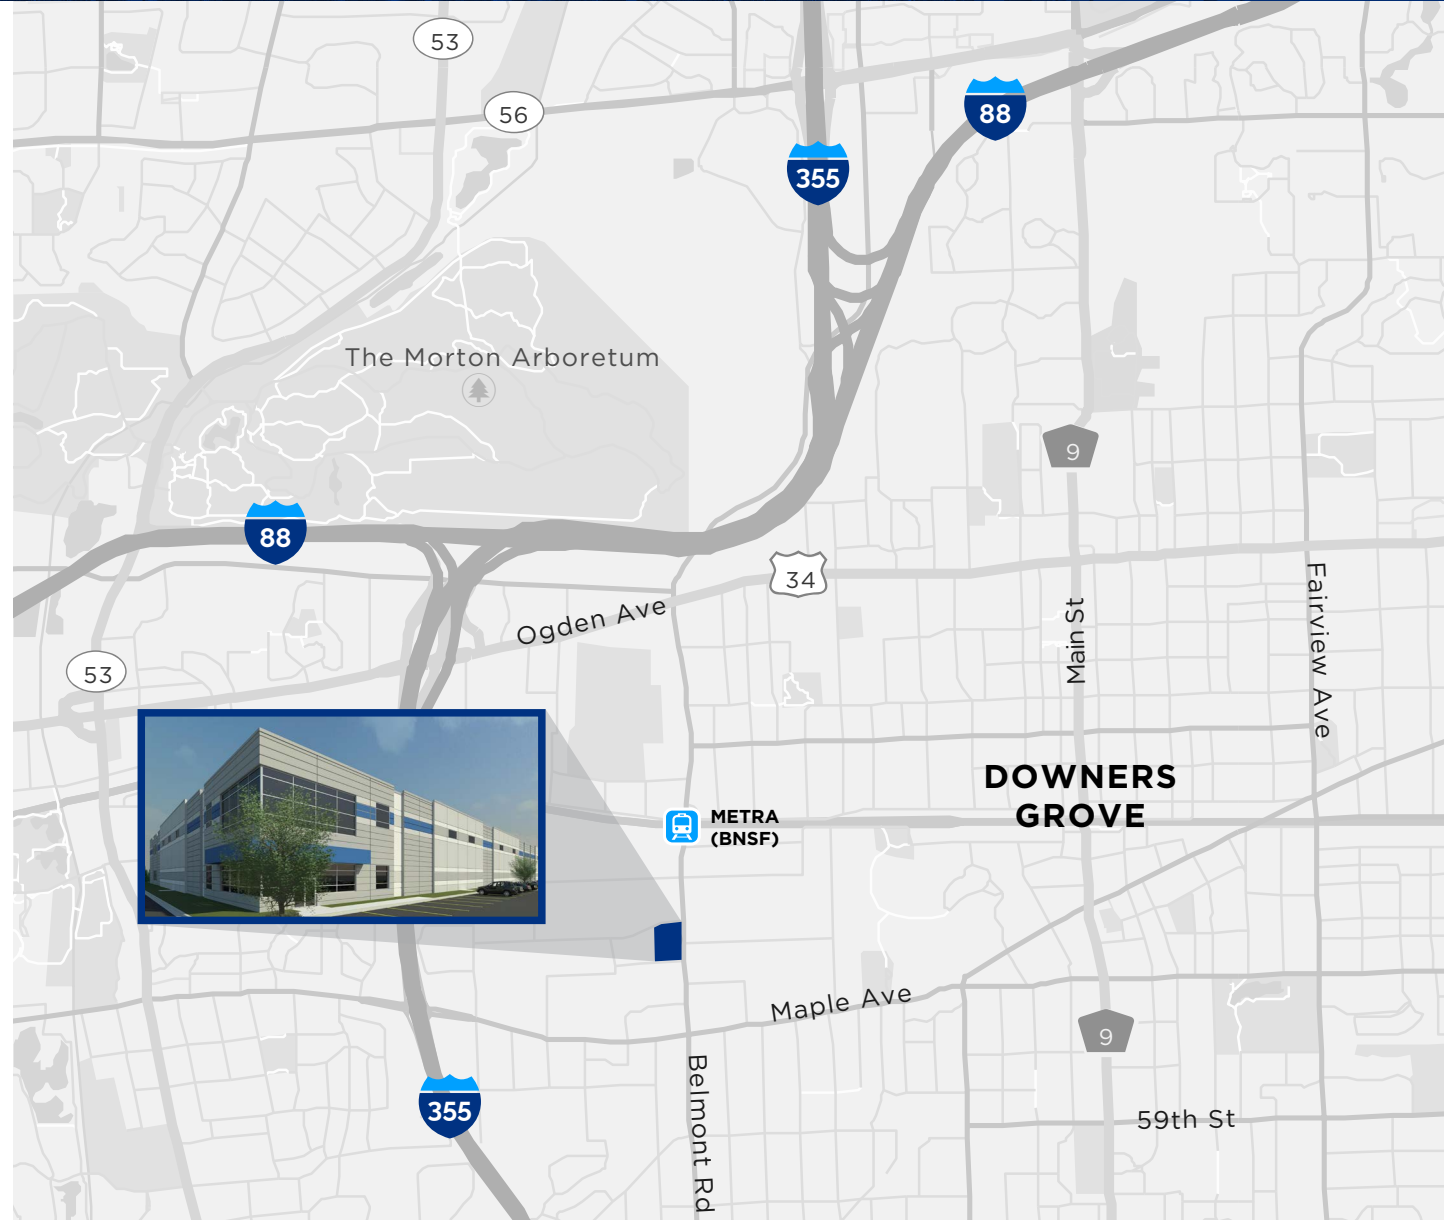 53
56
88
355
The Morton Arboretum
9
88
34
Ogden Ave
Fairview Ave
Main St
53
DOWNERS
GROVE
METRA
(BNSF)
Maple Ave
9
Belmont Rd
355
59th St